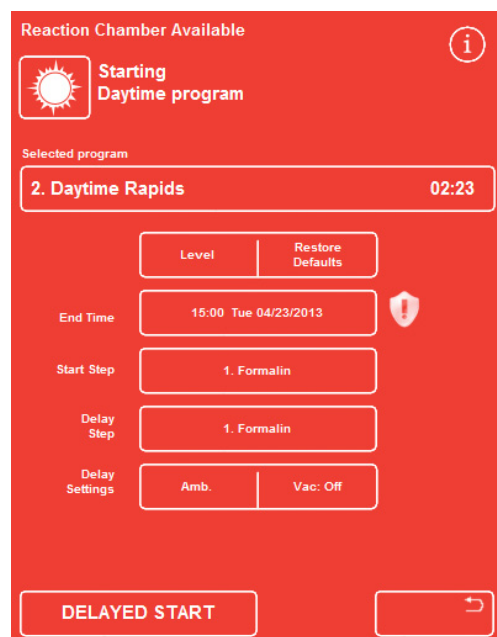 Reaction Chamber Available
i
Starting
Daytime program
Selected program
2. Daytime Rapids 02:23
Level
Restore
Defaults
End Time
15:00 Tue 04/23/2013
!
Start Step
1. Formalin
Delay
Step
1. Formalin
Delay
Settings
Amb.
Vac: Off
DELAYED START